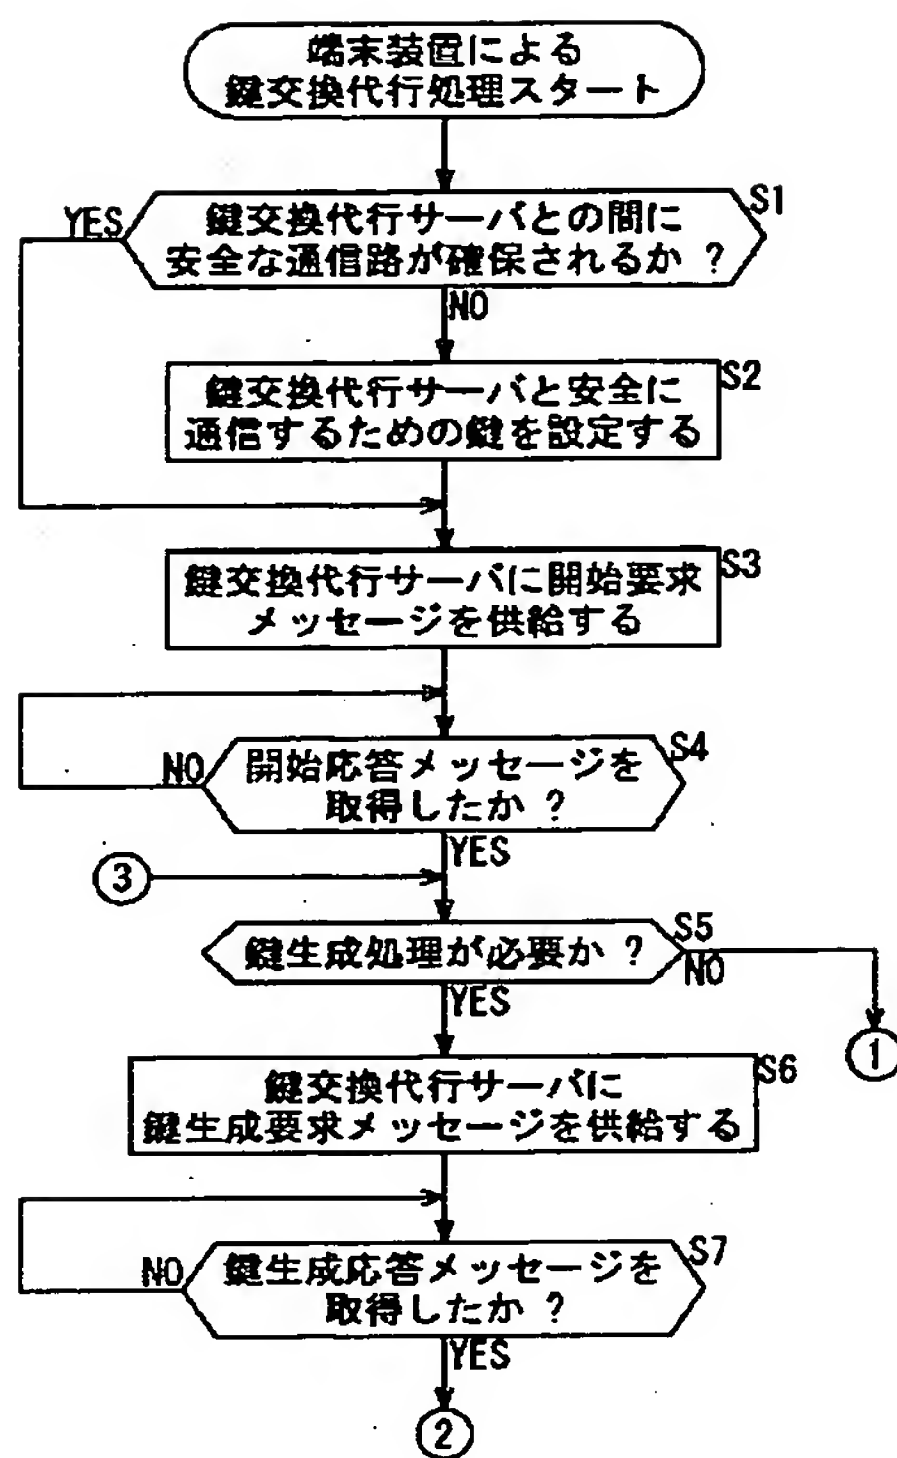 端末装置による
鍵交換代行処理スタート
S1
YES
鍵交換代行サーバとの間に
安全な通信路が確保されるか ?
NO
S2
鍵交換代行サーバと安全に
通信するための鍵を設定する
S3
鍵交換代行サーバに開始要求
メッセージを供給する
S4
NO
開始応答メッセージを
取得したか ?
YES
3
S5
鍵生成処理が必要か ?
NO
YES
1
S6
鍵交換代行サーバに
鍵生成要求メッセージを供給する
S7
NO
鍵生成応答メッセージを
取得したか ?
YES
2